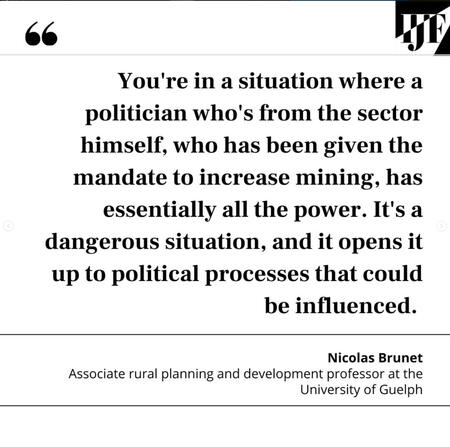 IJF
You're in a situation where a
politician who's from the sector
himself, who has been given the
mandate to increase mining, has
essentially all the power. It's a
dangerous situation, and it opens it
up to political processes that could
be influenced.
Nicolas Brunet
Associate rural planning and development professor at the
University of Guelph